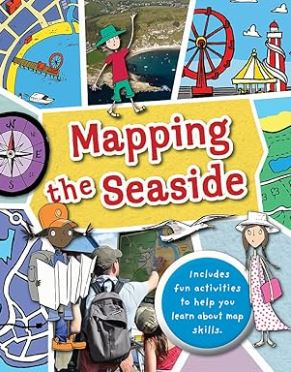 Mapping
the Seaside
N
E
S
Includes
fun activities
to help you
learn about map
skills.